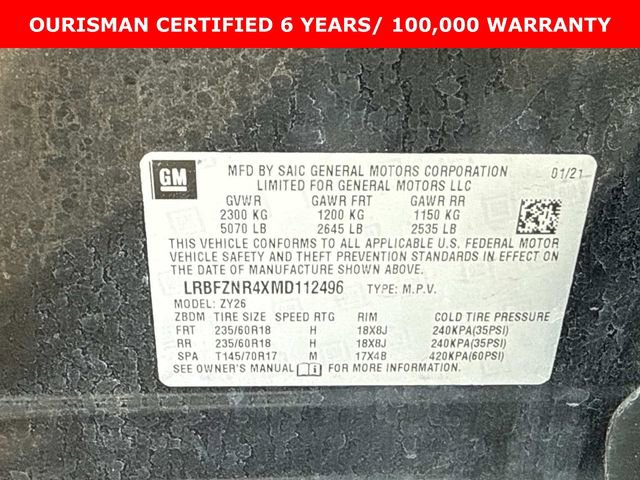 OURISMAN CERTIFIED 6 YEARS/ 100,000 WARRANTY
GM
MFD BY SAIC GENERAL MOTORS CORPORATION 01/21
LIMITED FOR GENERAL MOTORS LLC
GVWR GAWR FRT GAWR RR
2300 KG 1200 KG 1150 KG
5070 LB 2645 LB 2535 LB
THIS VEHICLE CONFORMS TO ALL APPLICABLE U.S. FEDERAL MOTOR
VEHICLE SAFETY AND THEFT PREVENTION STANDARDS IN EFFECT
ON THE DATE OF MANUFACTURE SHOWN ABOVE.
LRBFZNR4XMD112496 TYPE: M.P.V.
MODEL: ZY26
ZBDM TIRE SIZE SPEED RTG RIM COLD TIRE PRESSURE
FRT 235/60R18 H 18X8J 240KPA(35PSI)
RR 235/60R18 H 18X8J 240KPA(35PSI)
SPA T145/70R17 M 17X4B 420KPA(60PSI)
SEE OWNER'S MANUAL FOR MORE INFORMATION.